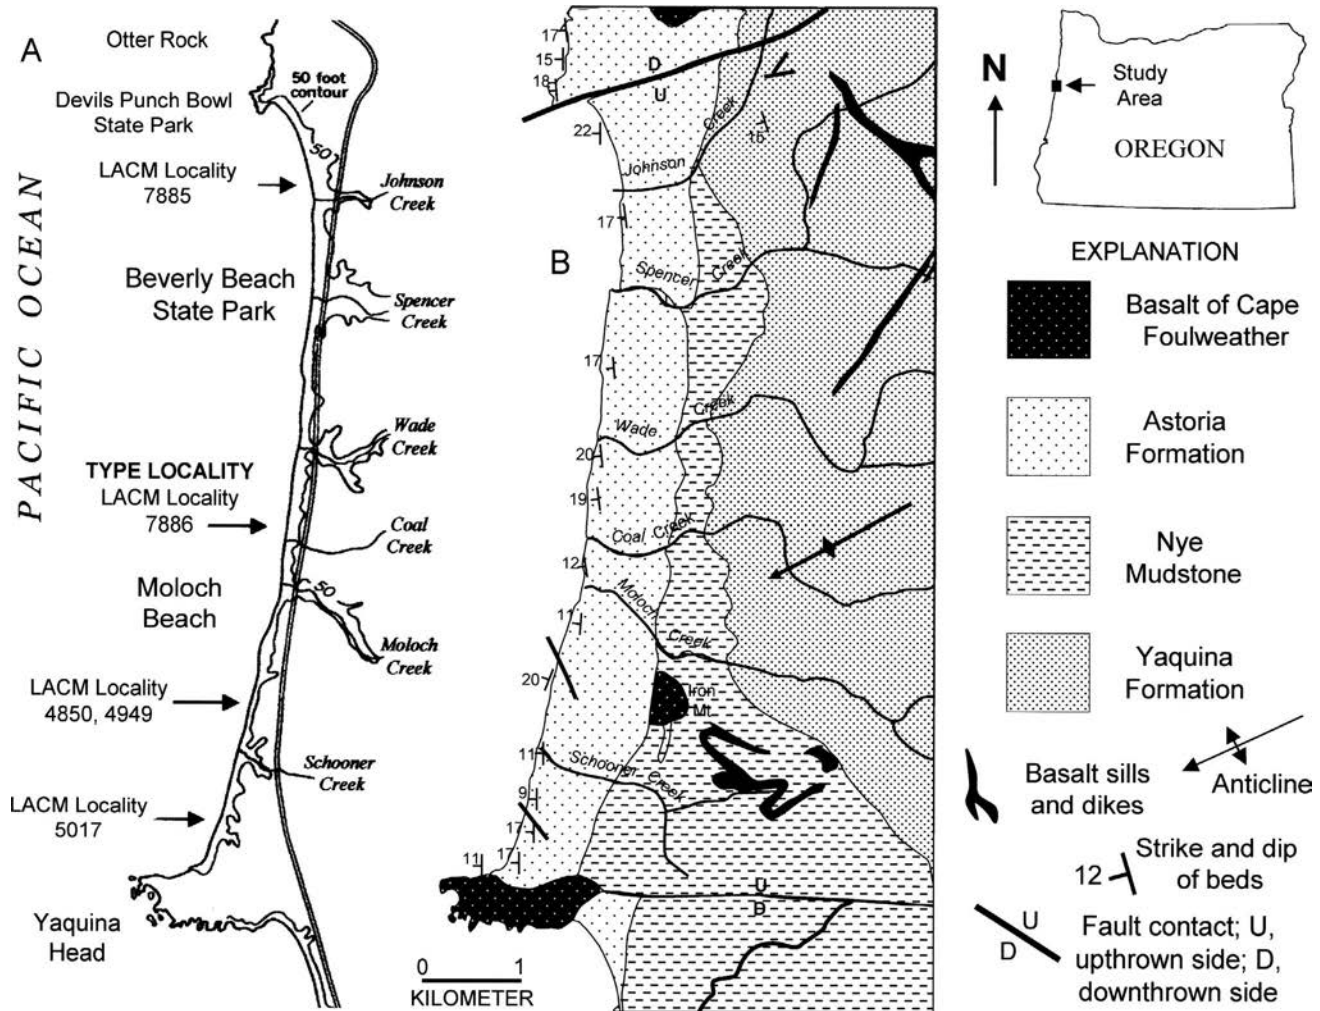 A
Otter Rock
50 foot
contour
Devils Punch Bowl
State Park
50
LACM Locality
7885
Johnson
Creek
PACIFIC OCEAN
Beverly Beach
State Park
Spencer
Creek
Wade
Creek
TYPE LOCALITY
LACM Locality
7886
Coal
Creek
Moloch
Beach
50
Moloch
Creek
LACM Locality
4850, 4949
Schooner
Creek
LACM Locality
5017
Yaquina
Head
B
17
15
18
D
U
22
15
Johnson Creek
17
Spencer Creek
17
Wade Creek
20
19
Coal Creek
12
11
Moloch Creek
20
Iron
Mt
11
Schooner Creek
9
17
17
11
U
D
0 1
KILOMETER
N
Study
Area
OREGON
EXPLANATION
Basalt of Cape
Foulweather
Astoria
Formation
Nye
Mudstone
Yaquina
Formation
Basalt sills
and dikes
Anticline
12
Strike and dip
of beds
U
D
Fault contact; U,
upthrown side; D,
downthrown side